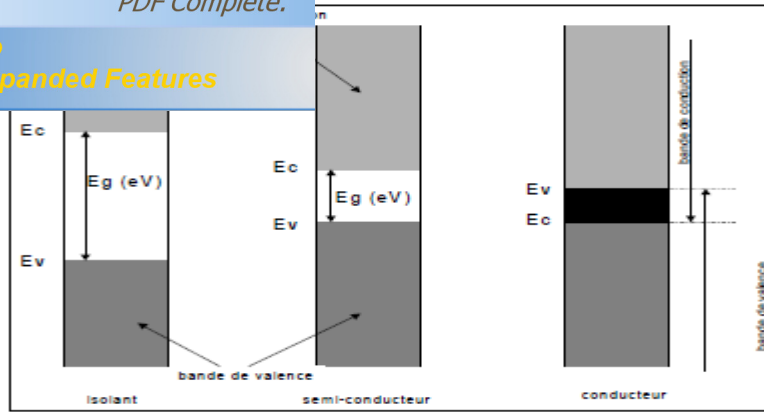 PDF Complete.
panded Features
Ec
Eg (eV)
Ev
bande de valence
isolant
Ec
Eg (eV)
Ev
semi-conducteur
Ev
Ec
bande de conduction
bande de valence
conducteur